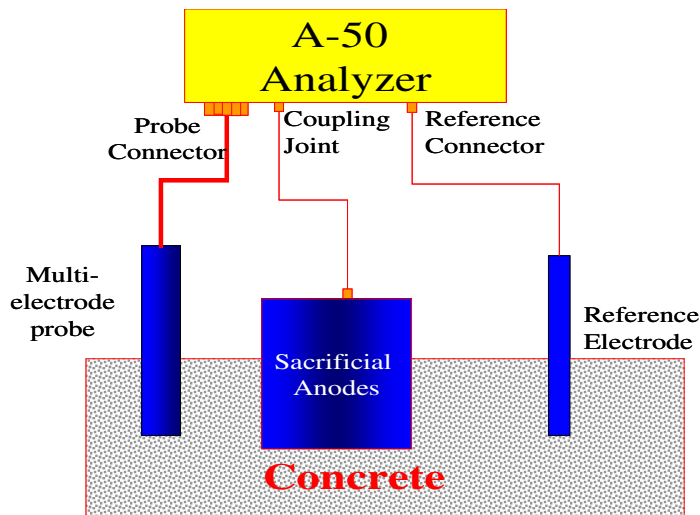 A-50
Analyzer
Probe
Connector
Coupling
Joint
Reference
Connector
Multi-
electrode
probe
Sacrificial
Anodes
Reference
Electrode
Concrete